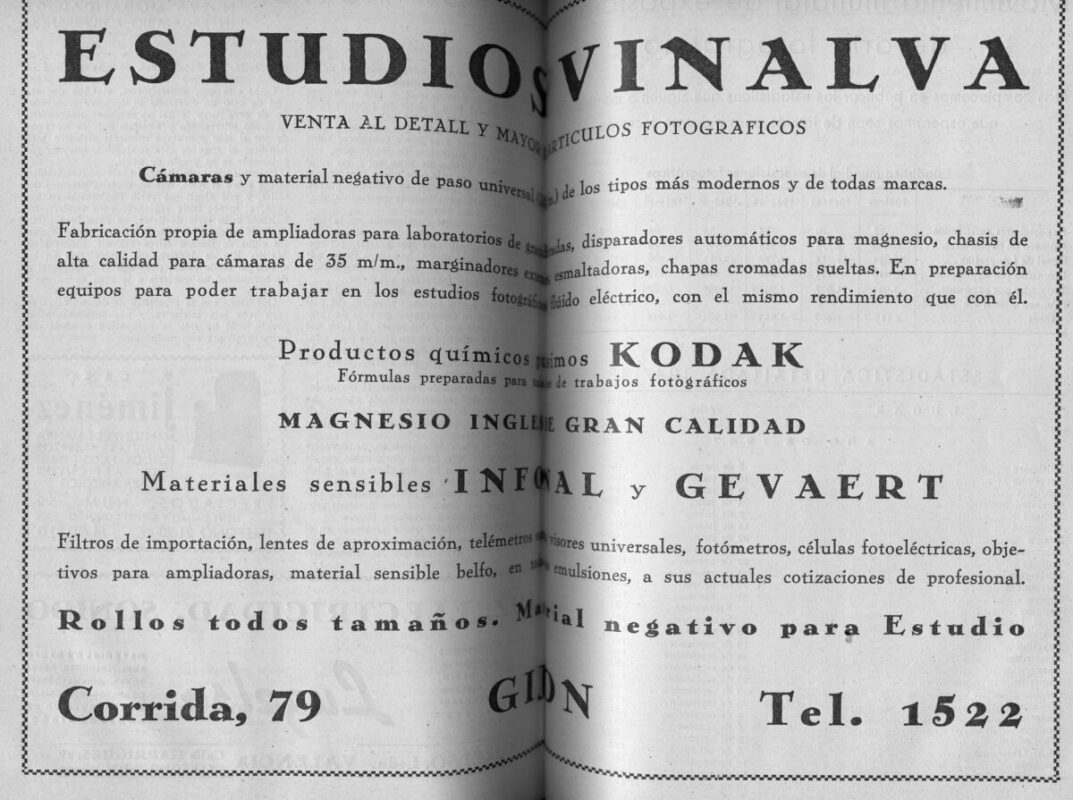 ESTUDIOS VINALVA
VENTA AL DETALL Y MAYOR ARTICULOS FOTOGRAFICOS
Cámaras y material negativo de paso universal de los tipos más modernos y de todas marcas.
Fabricación propia de ampliadoras para laboratorios de disparadores automáticos para magnesio, chasis de
alta calidad para cámaras de 35 m/m., marginadores esmaltadoras, chapas cromadas sueltas. En preparación
equipos para poder trabajar en los estudios flúido eléctrico, con el mismo rendimiento que con él.
Productos químicos KODAK
Fórmulas preparadas para de trabajos fotográficos
MAGNESIO GRAN CALIDAD
Materiales sensibles INFONAL y GEVAERT
Filtros de importación, lentes de aproximación, telémetros visores universales, fotómetros, células fotoeléctricas, obje-
tivos para ampliadoras, material sensible belfo, en emulsiones, a sus actuales cotizaciones de profesional.
Rollos todos tamaños. Material negativo para Estudio
Corrida, 79 Tel. 1522